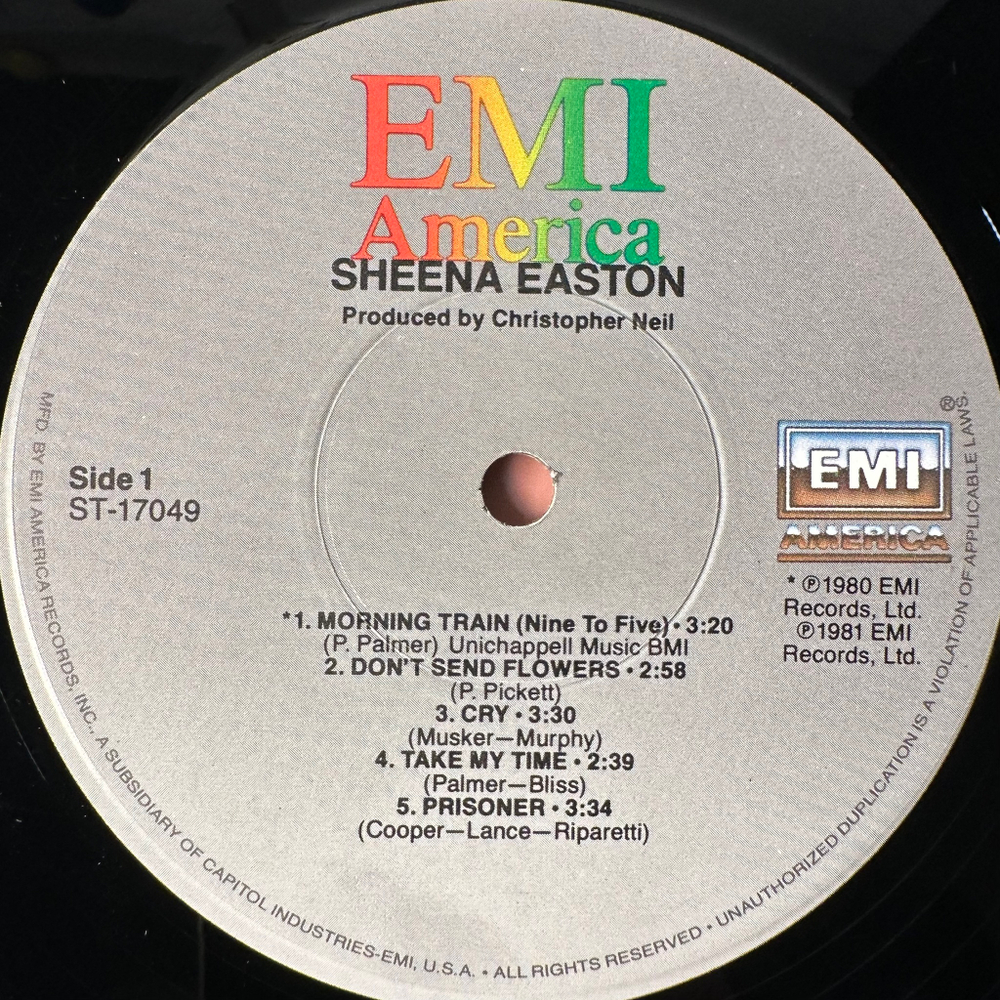 EMI
America
SHEENA EASTON
Produced by Christopher Neil
Side 1
ST-17049
®
EMI
AMERICA
* ℗1980 EMI
Records, Ltd.
℗1981 EMI
Records, Ltd.
*1. MORNING TRAIN (Nine To Five) • 3:20
(P. Palmer) Unichappell Music BMI
2. DON'T SEND FLOWERS • 2:58
(P. Pickett)
3. CRY • 3:30
(Musker—Murphy)
4. TAKE MY TIME • 2:39
(Palmer—Bliss)
5. PRISONER • 3:34
(Cooper—Lance—Riparetti)
MFD. BY EMI AMERICA RECORDS, INC., A SUBSIDIARY OF CAPITOL INDUSTRIES-EMI, U.S.A. • ALL RIGHTS RESERVED • UNAUTHORIZED DUPLICATION IS A VIOLATION OF APPLICABLE LAWS.